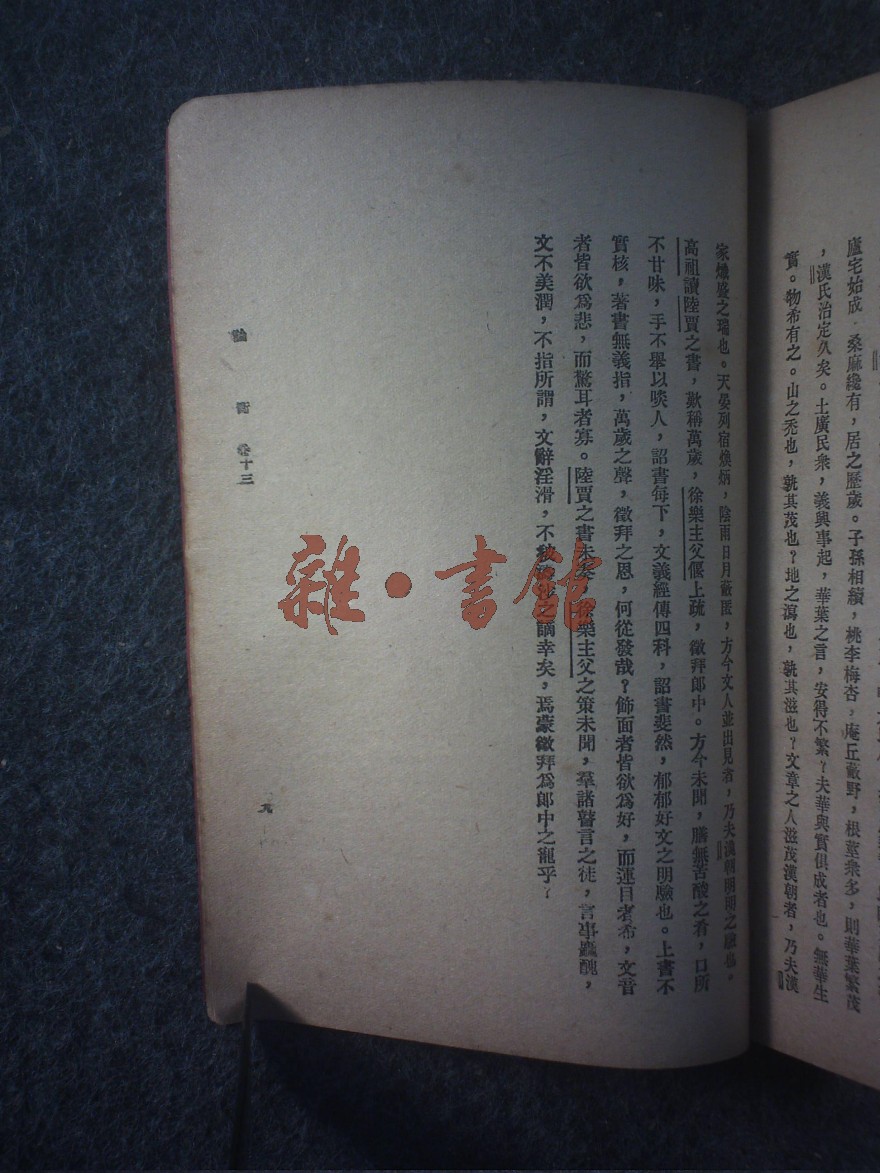 廬宅始成，桑麻纔有，居之歷歲。子孫相續，桃李梅杏，庵丘蔽野，根莖衆多，則華葉繁茂
，漢氏治定久矣。土廣民衆，義興事起，華葉之言，安得不繁？夫華與實俱成者也。無華生
實。物希有之。山之禿也，孰其茂也？地之瀉也，孰其滋也？文章之人滋茂漢朝者，乃夫漢
家熾盛之瑞也。天晏列宿煥炳，陰雨日月蔽匿，方今文人並出見者，乃夫漢朝明明之驗也。
高祖讀陸賈之書，歎稱萬歲，徐樂主父偃上疏，徵拜郎中。方今未聞，膳無苦酸之肴，口所
不甘味，手不舉以啖人，詔書每下，文義經傳四科，詔書斐然，郁郁好文之明驗也。上書不
實核，著書無義指，萬歲之聲，徵拜之恩，何從發哉？飾面者皆欲爲好，而運目者希，文音
者皆欲爲悲，而驚耳者寡。陸賈之書未奏，徐樂主父之策未聞，羣諸瞽言之徒，言事麤醜，
文不美潤，不指所謂，文辭淫滑，不被之謫幸矣，焉蒙徵拜爲郎中之寵乎？
論衡 卷十三
九
雜·書館